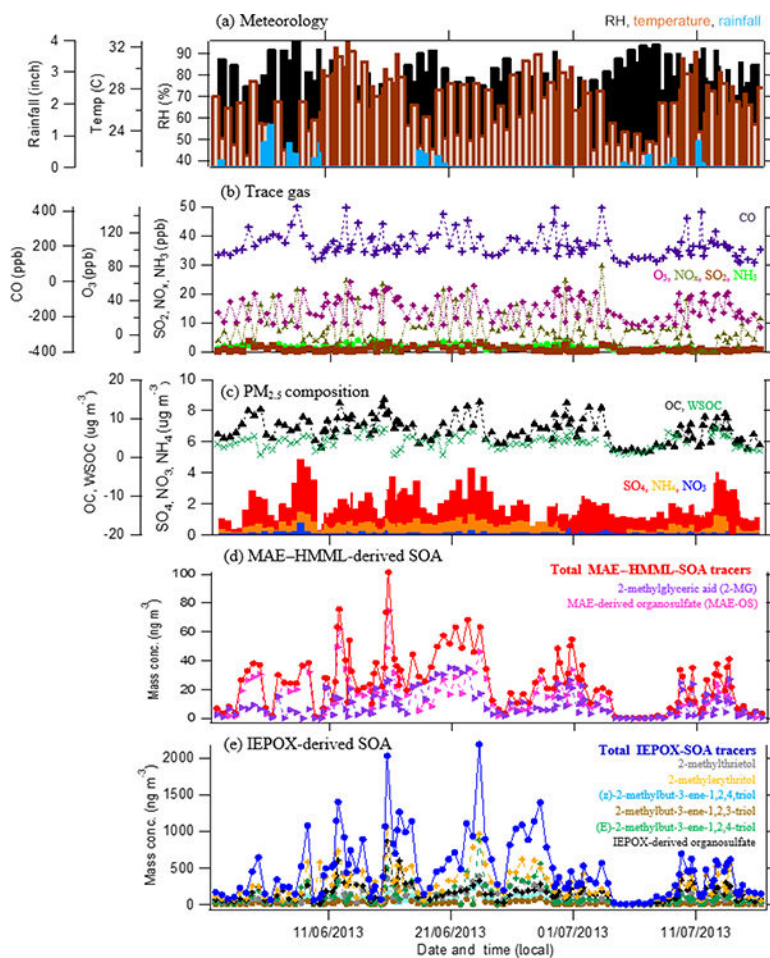 (a) Meteorology
RH, temperature, rainfall
Rainfall (inch)
4
3
2
1
0
Temp (C)
32
28
24
RH (%)
90
80
70
60
50
40
(b) Trace gas
CO
O3, NOx, SO2, NH3
CO (ppb)
400
200
0
-200
-400
O3 (ppb)
120
80
40
0
SO2, NOx, NH3 (ppb)
50
40
30
20
10
0
(c) PM2.5 composition
OC, WSOC
SO4, NH4, NO3
OC, WSOC (ug m-3)
20
10
0
-10
-20
SO4, NO3, NH4 (ug m-3)
10
8
6
4
2
0
(d) MAE–HMML-derived SOA
Total MAE–HMML-SOA tracers
2-methylglyceric aid (2-MG)
MAE-derived organosulfate (MAE-OS)
Mass conc. (ng m-3)
100
80
60
40
20
0
(e) IEPOX-derived SOA
Total IEPOX-SOA tracers
2-methylthrietol
2-methylerythritol
(z)-2-methylbut-3-ene-1,2,4,triol
2-methylbut-3-ene-1,2,3-triol
(E)-2-methylbut-3-ene-1,2,4-triol
IEPOX-derived organosulfate
Mass conc. (ng m-3)
2000
1500
1000
500
0
11/06/2013 21/06/2013 01/07/2013 11/07/2013
Date and time (local)